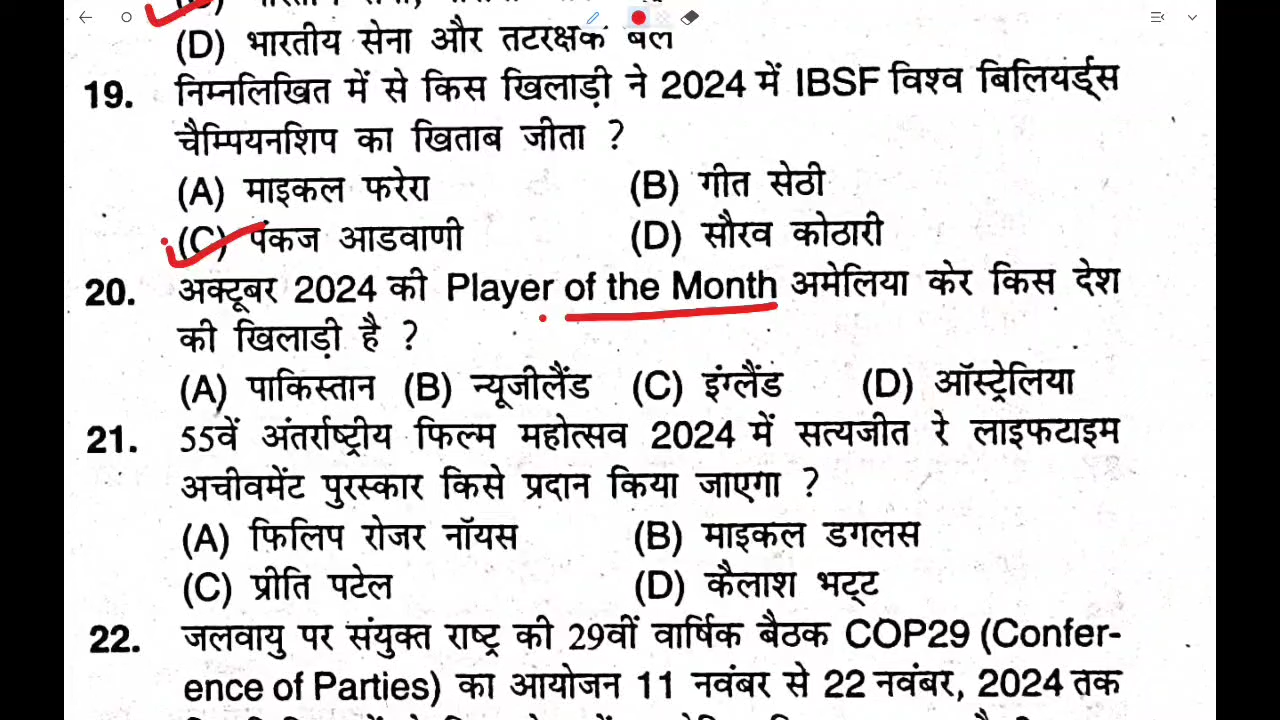 (D) भारतीय सेना और तटरक्षक बल
19. निम्नलिखित में से किस खिलाड़ी ने 2024 में IBSF विश्व बिलियर्ड्स
चैम्पियनशिप का खिताब जीता ?
(A) माइकल फरेरा (B) गीत सेठी
(C) पंकज आडवाणी (D) सौरव कोठारी
20. अक्टूबर 2024 की Player of the Month अमेलिया केर किस देश
की खिलाड़ी है ?
(A) पाकिस्तान (B) न्यूजीलैंड (C) इंग्लैंड (D) ऑस्ट्रेलिया
21. 55वें अंतर्राष्ट्रीय फिल्म महोत्सव 2024 में सत्यजीत रे लाइफटाइम
अचीवमेंट पुरस्कार किसे प्रदान किया जाएगा ?
(A) फिलिप रोजर नॉयस (B) माइकल डगलस
(C) प्रीति पटेल (D) कैलाश भट्ट
22. जलवायु पर संयुक्त राष्ट्र की 29वीं वार्षिक बैठक COP29 (Confer-
ence of Parties) का आयोजन 11 नवंबर से 22 नवंबर, 2024 तक